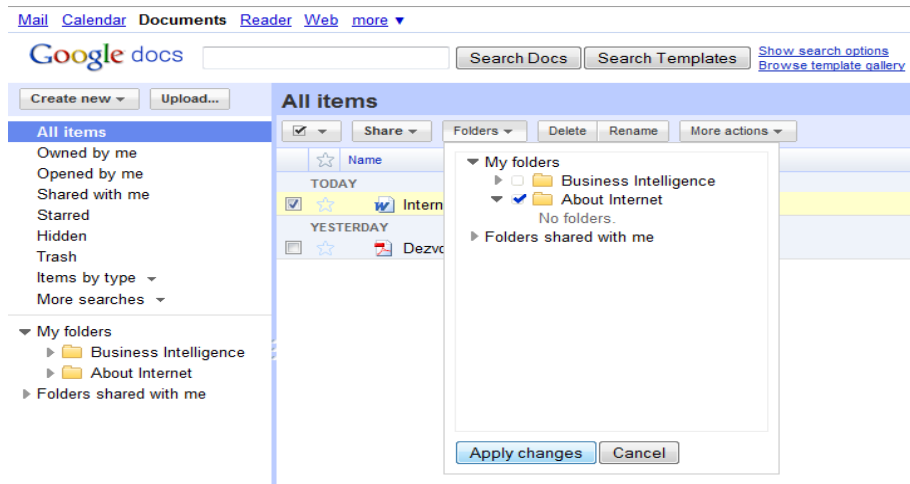 Mail Calendar Documents Reader Web more ▼
Google docs Search Docs Search Templates Show search options
Browse template gallery
Create new Upload... All items
All items Share Folders Delete Rename More actions
Owned by me Name My folders
Opened by me TODAY Business Intelligence
Shared with me Intern About Internet
Starred YESTERDAY No folders.
Hidden Dezvo Folders shared with me
Trash
Items by type
More searches
My folders
Business Intelligence
About Internet
Folders shared with me
Apply changes Cancel